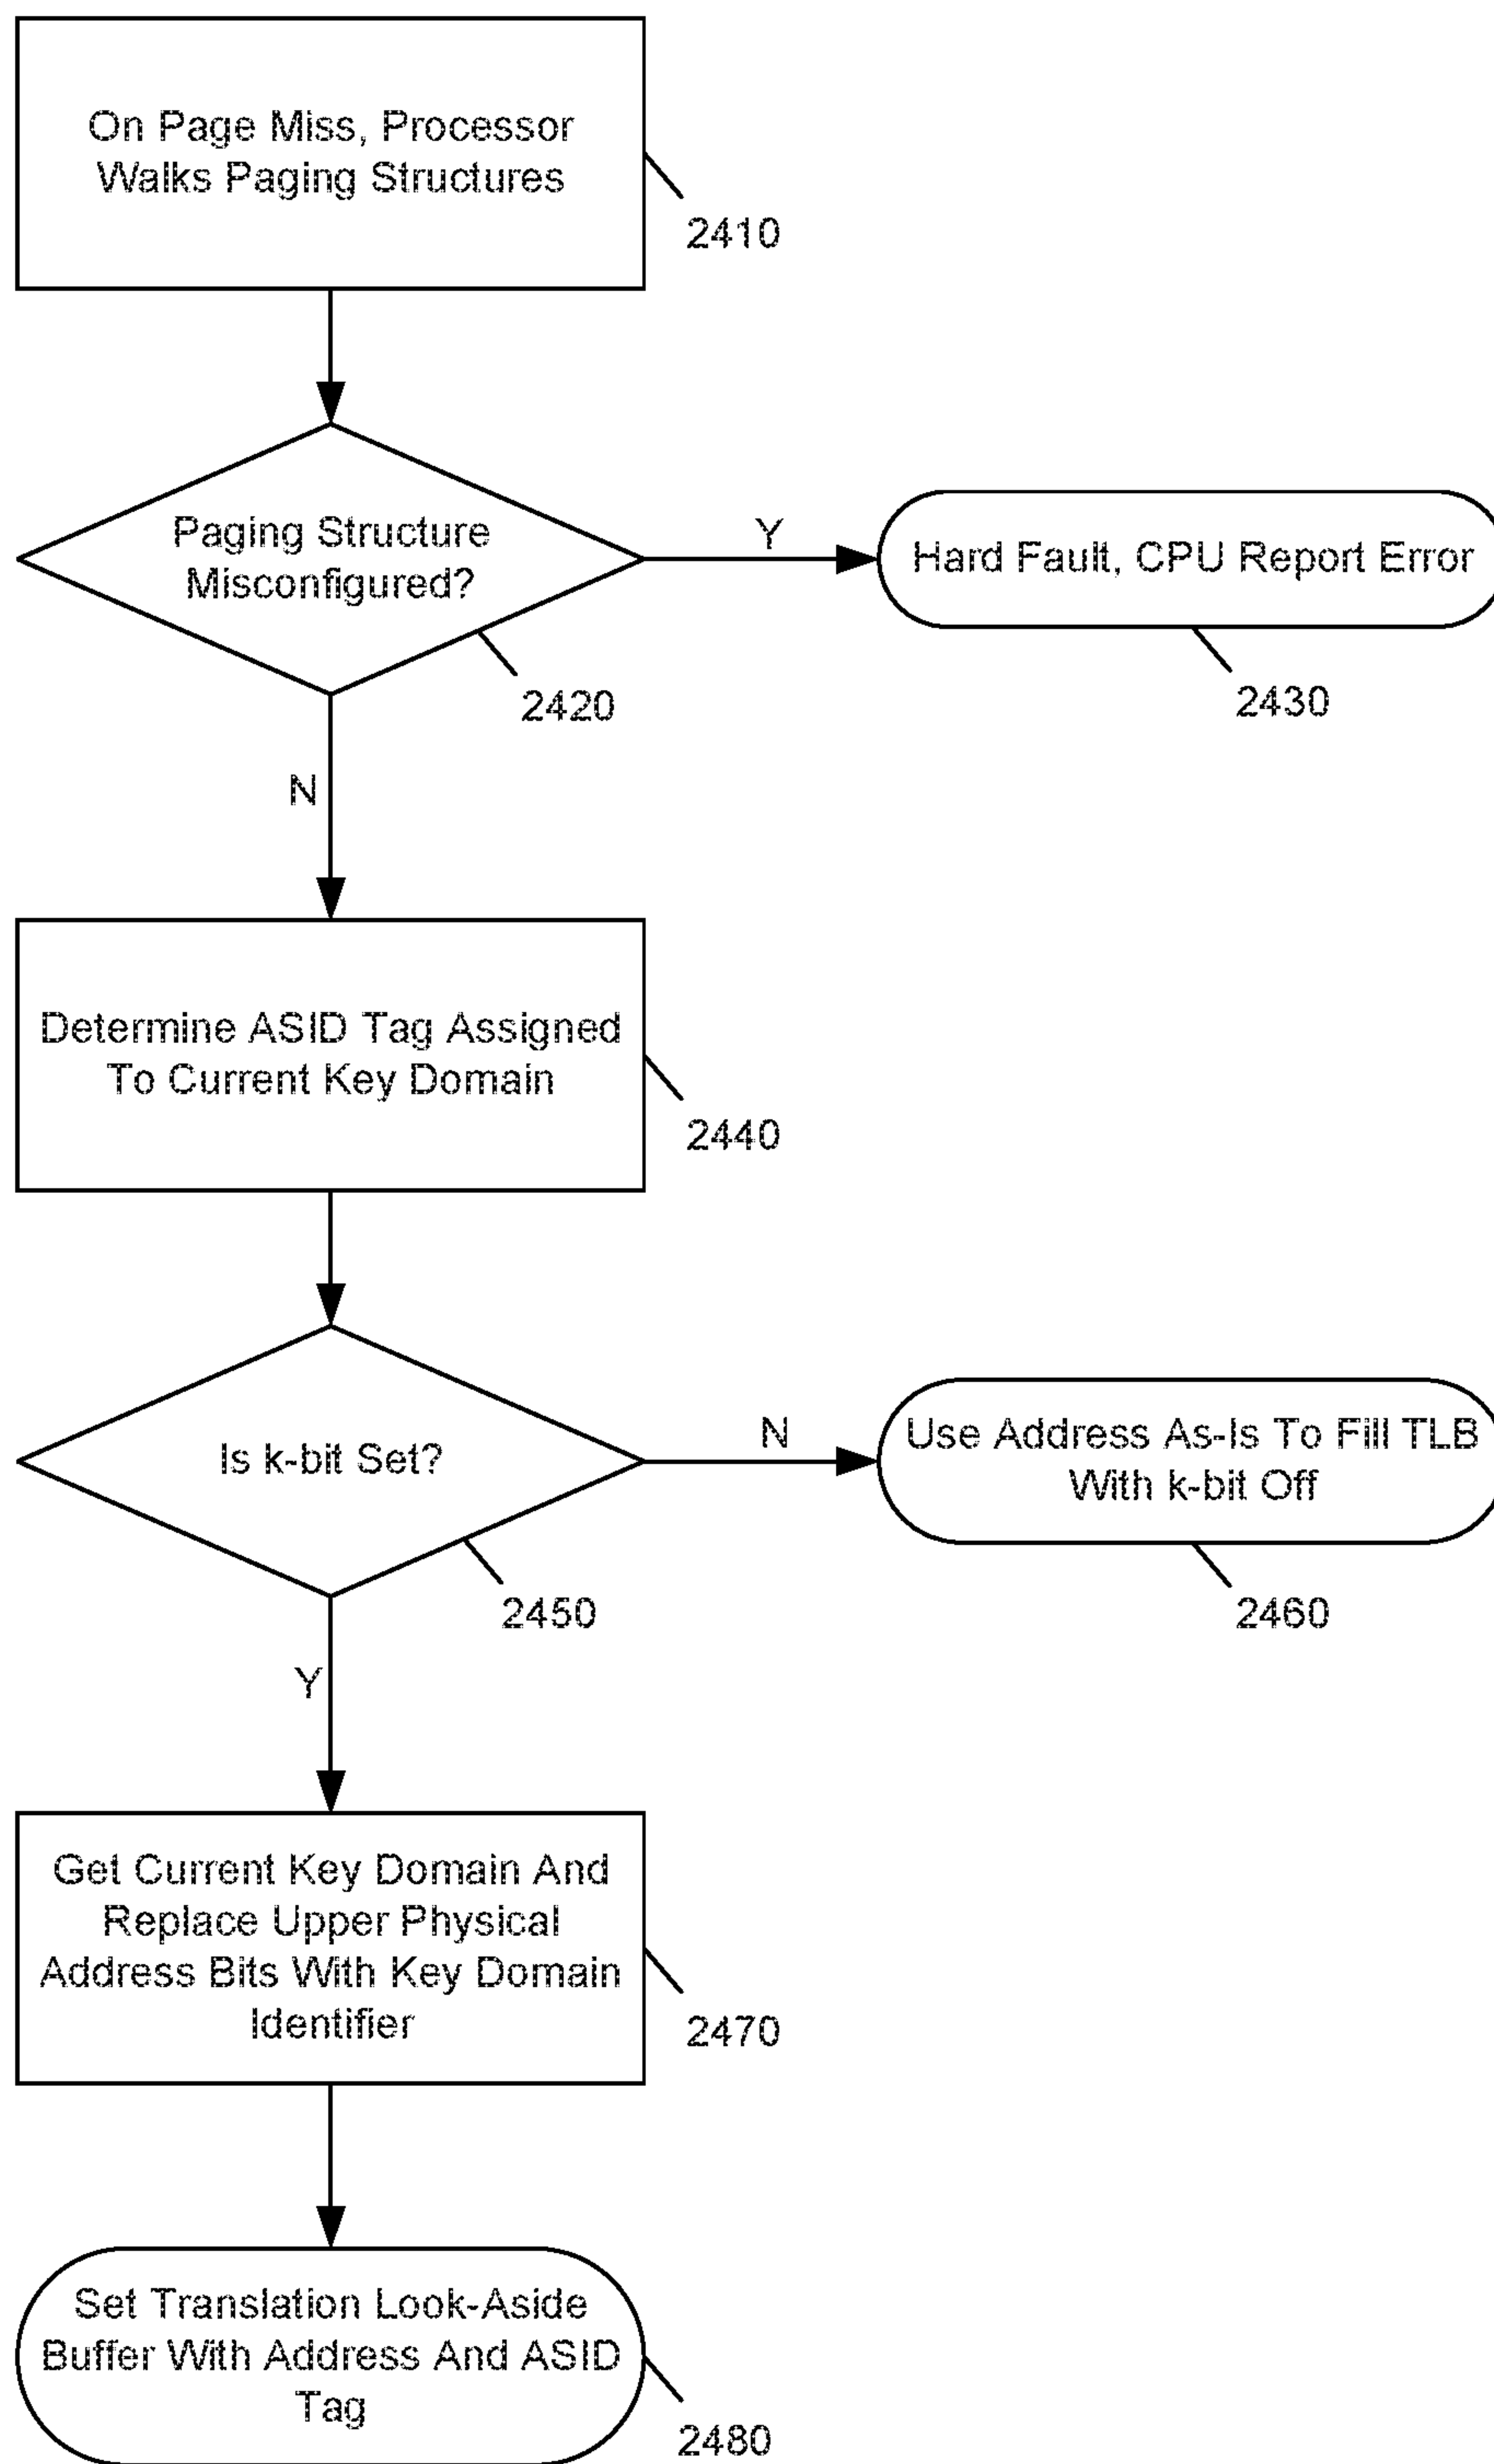 On Page Miss, Processor
Walks Paging Structures
2410
Paging Structure
Misconfigured?
Y
Hard Fault, CPU Report Error
2420
2430
N
Determine ASID Tag Assigned
To Current Key Domain
2440
Is k-bit Set?
N
Use Address As-Is To Fill TLB
With k-bit Off
2450
2460
Y
Get Current Key Domain And
Replace Upper Physical
Address Bits With Key Domain
Identifier
2470
Set Translation Look-Aside
Buffer With Address And ASID
Tag
2480